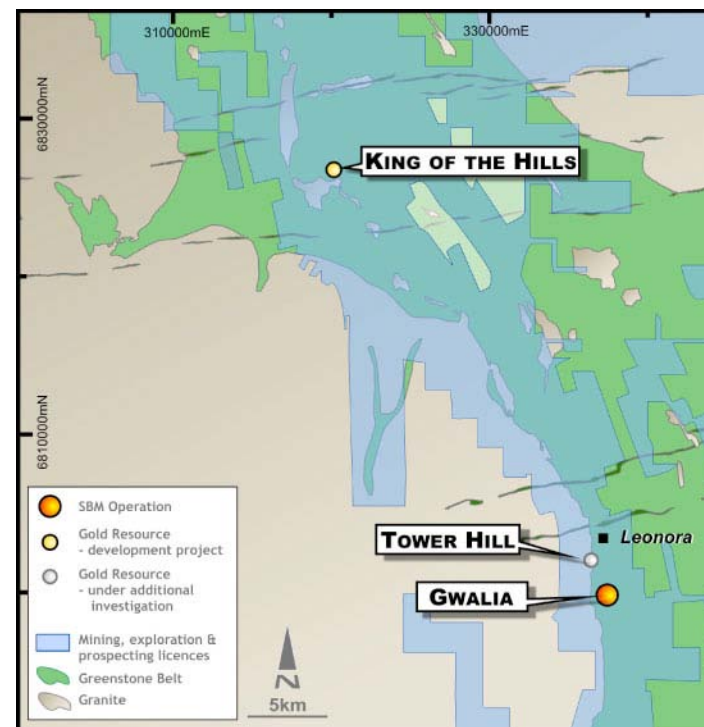 310000mE
330000mE
6830000mN
KING OF THE HILLS
6810000mN
TOWER HILL
Leonora
GWALIA
SBM Operation
Gold Resource
- development project
Gold Resource
- under additional
investigation
Mining, exploration &
prospecting licences
Greenstone Belt
Granite
N
5km